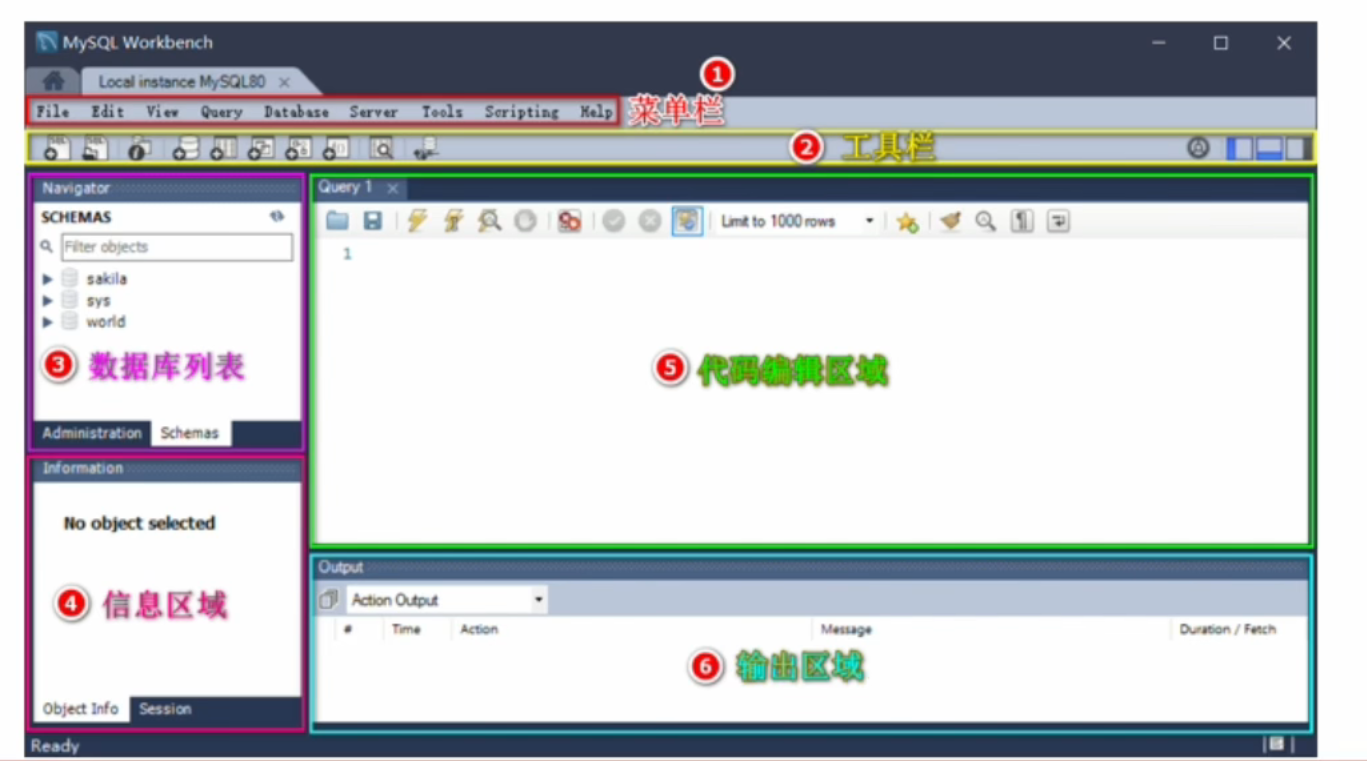 MySQL Workbench
Local instance MySQL80
1
File Edit View Query Database Server Tools Scripting Help 菜单栏
2 工具栏
Navigator
SCHEMAS
Filter objects
sakila
sys
world
3 数据库列表
Administration Schemas
Information
No object selected
4 信息区域
Object Info Session
Query 1
Limit to 1000 rows
1
5 代码编辑区域
Output
Action Output
# Time Action Message Duration / Fetch
6 输出区域
Ready